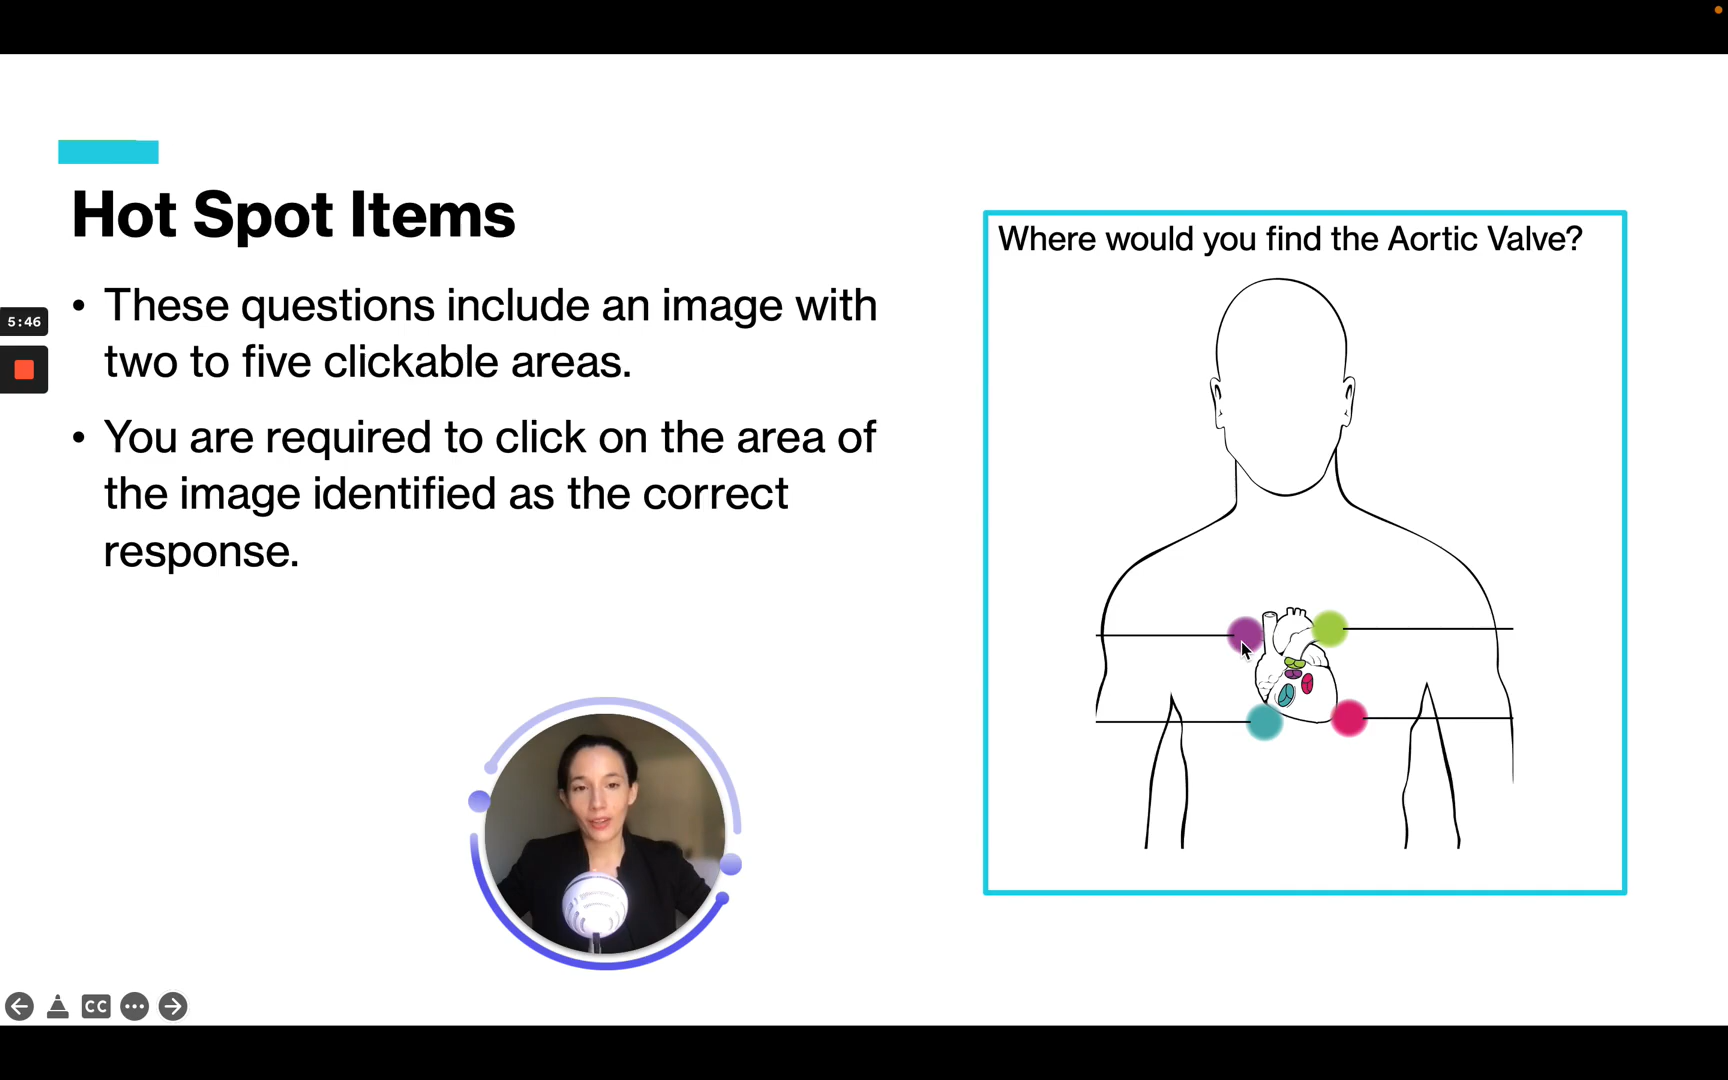 Hot Spot Items
• These questions include an image with
two to five clickable areas.
• You are required to click on the area of
the image identified as the correct
response.
Where would you find the Aortic Valve?
5:46
CC